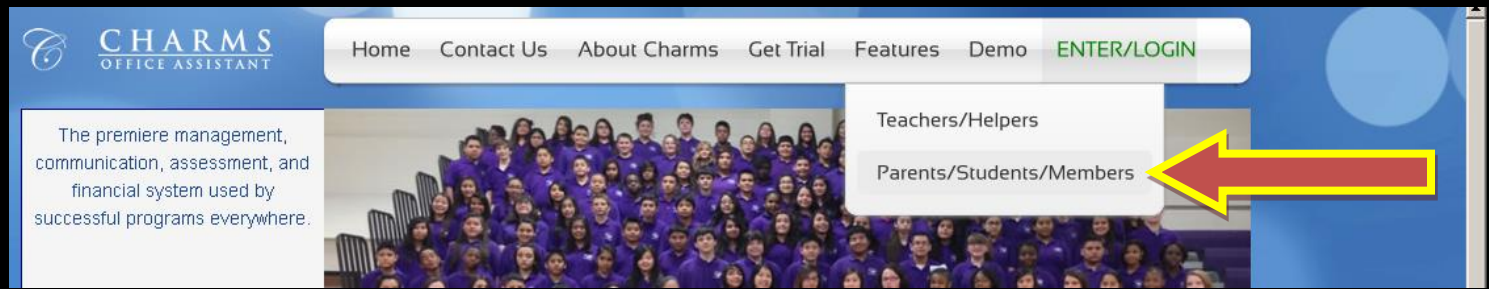 C CHARMS
OFFICE ASSISTANT
Home Contact Us About Charms Get Trial Features Demo ENTER/LOGIN
Teachers/Helpers
Parents/Students/Members
The premiere management,
communication, assessment, and
financial system used by
successful programs everywhere.